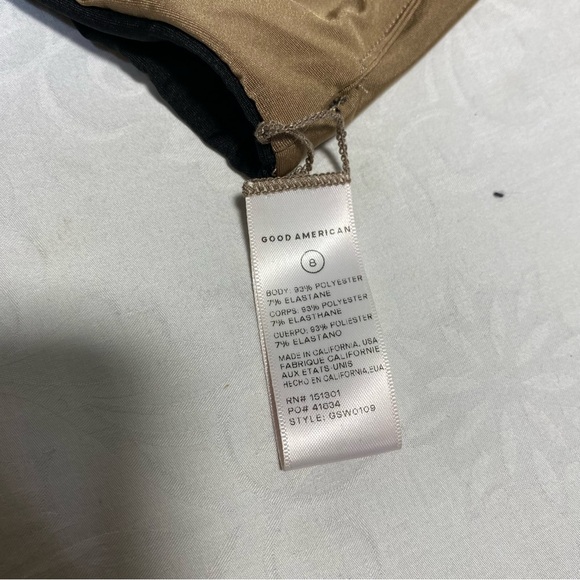 GOOD AMERICAN
8
BODY: 93% POLYESTER
7% ELASTANE
CORPS: 93% POLYESTER
7% ELASTHANE
CUERPO: 93% POLIESTER
7% ELASTANO
MADE IN CALIFORNIA, USA
FABRIQUE CALIFORNIE
AUX ETATS-UNIS
HECHO EN CALIFORNIA,EUA
RN# 151301
PO# 41634
STYLE: GSW0109